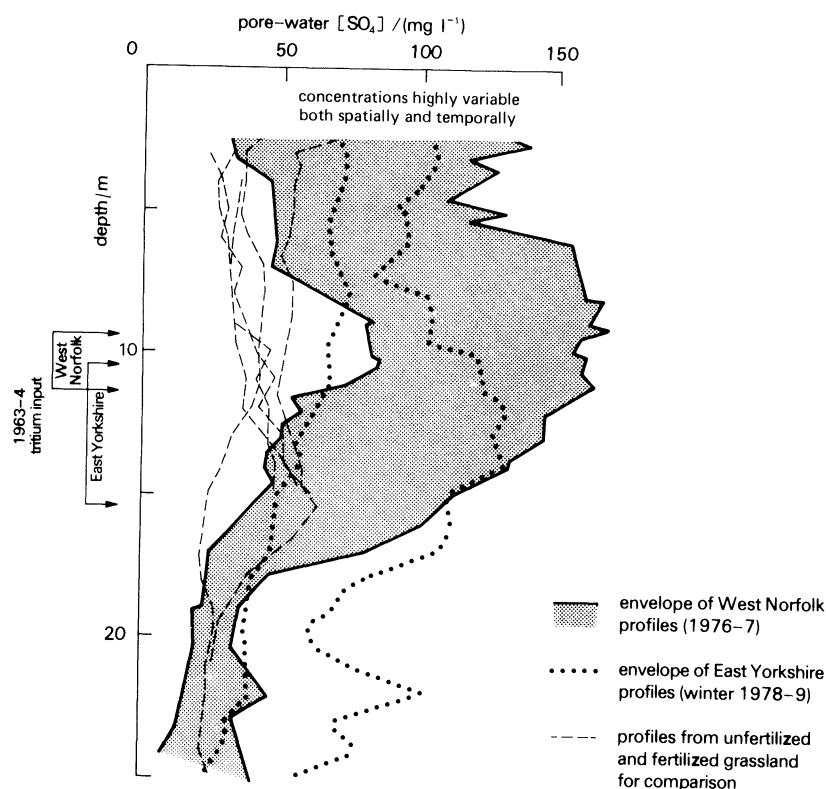 pore-water [SO₄] /(mg l⁻¹)
0
50
100
150
concentrations highly variable
both spatially and temporally
depth/m
10
20
1963-4
tritium input
West
Norfolk
East Yorkshire
envelope of West Norfolk
profiles (1976-7)
envelope of East Yorkshire
profiles (winter 1978-9)
profiles from unfertilized
and fertilized grassland
for comparison